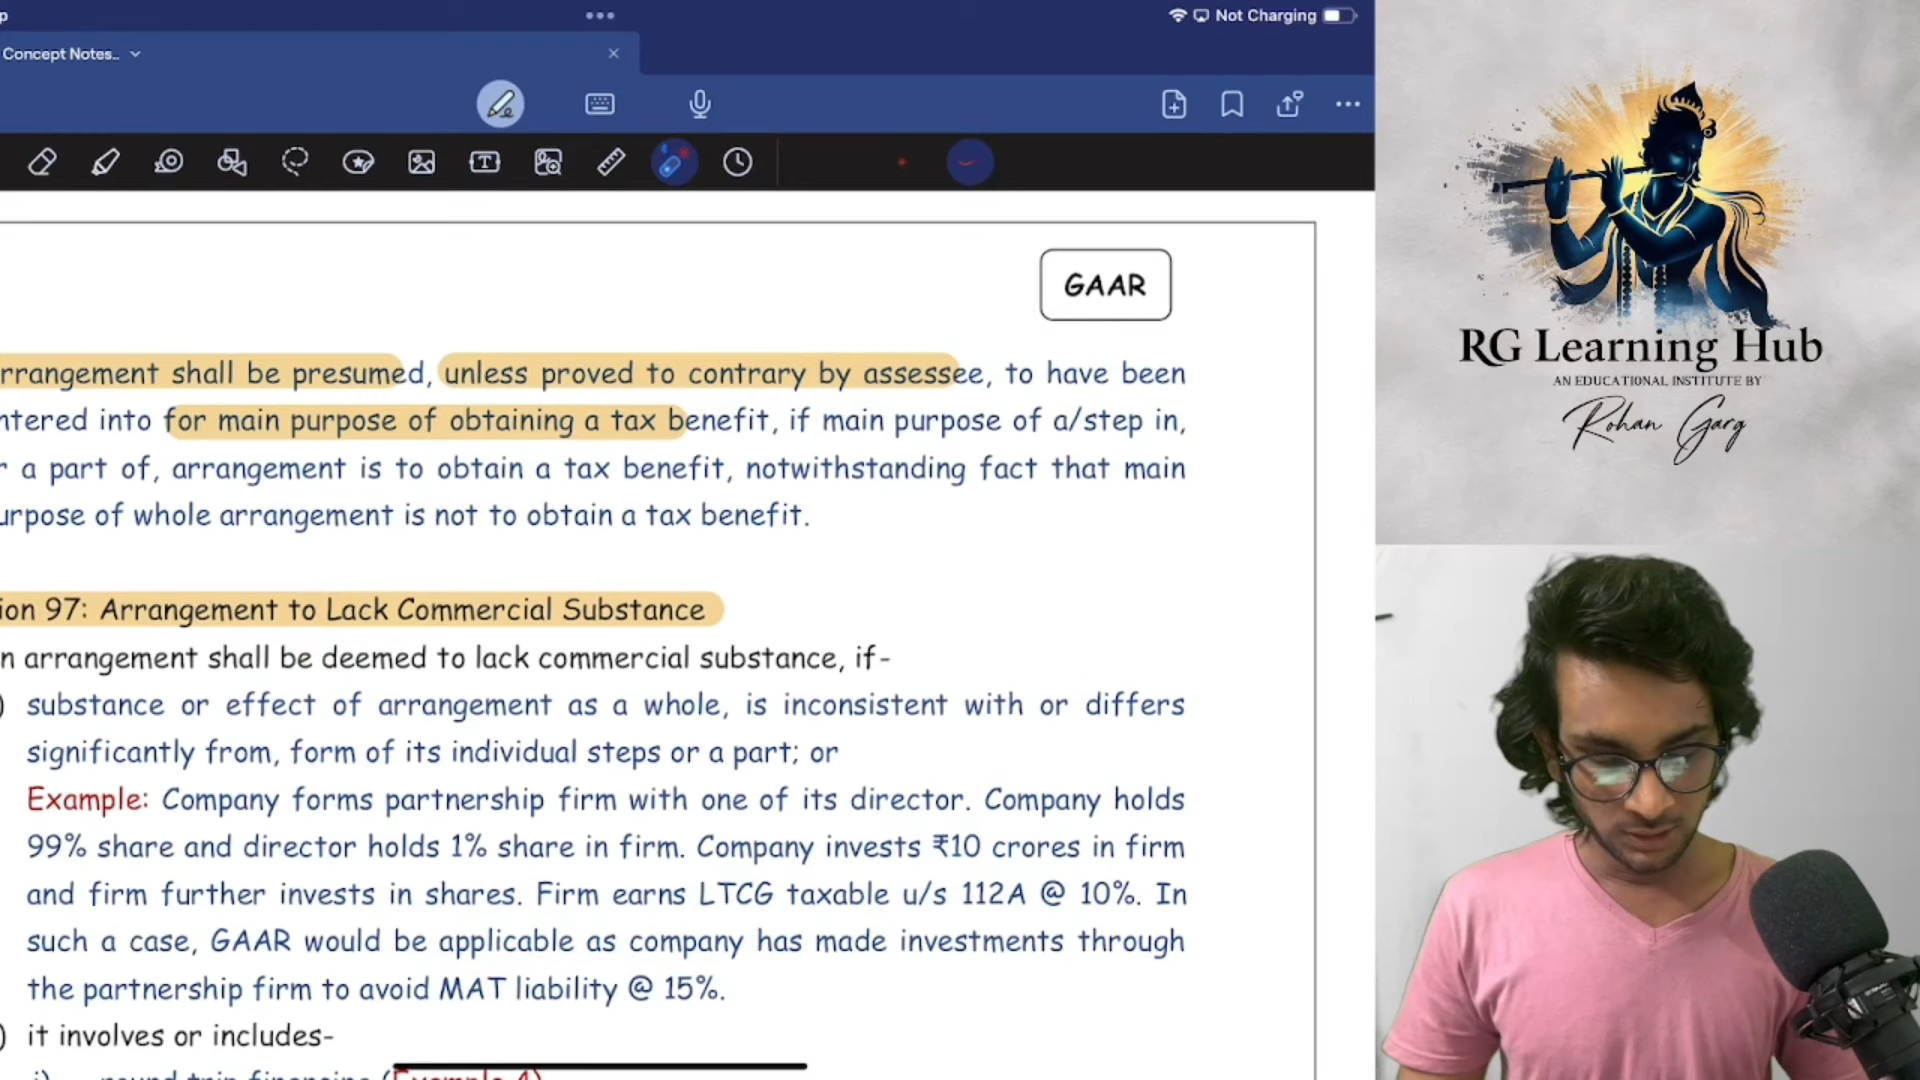 p
Not Charging
Concept Notes..
GAAR
rrangement shall be presumed, unless proved to contrary by assessee, to have been
ntered into for main purpose of obtaining a tax benefit, if main purpose of a/step in,
r a part of, arrangement is to obtain a tax benefit, notwithstanding fact that main
urpose of whole arrangement is not to obtain a tax benefit.
ion 97: Arrangement to Lack Commercial Substance
n arrangement shall be deemed to lack commercial substance, if-
) substance or effect of arrangement as a whole, is inconsistent with or differs
significantly from, form of its individual steps or a part; or
Example: Company forms partnership firm with one of its director. Company holds
99% share and director holds 1% share in firm. Company invests ₹10 crores in firm
and firm further invests in shares. Firm earns LTCG taxable u/s 112A @ 10%. In
such a case, GAAR would be applicable as company has made investments through
the partnership firm to avoid MAT liability @ 15%.
) it involves or includes-
i) round trip financing (Example 4)
RG Learning Hub
AN EDUCATIONAL INSTITUTE BY
Rohan Garg